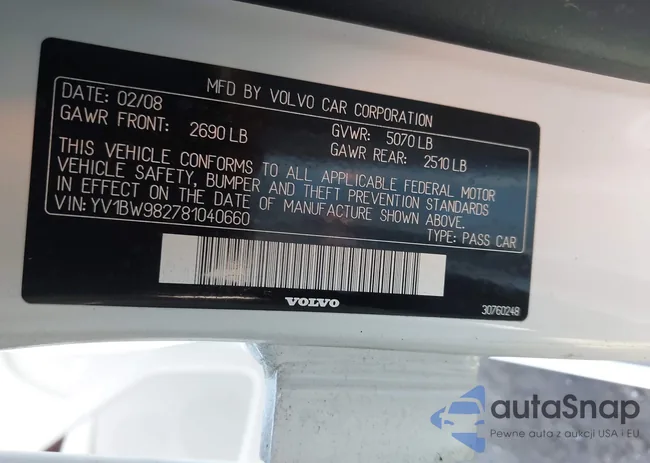 MFD BY VOLVO CAR CORPORATION
DATE: 02/08
GVWR: 5070 LB
GAWR FRONT: 2690 LB
GAWR REAR: 2510 LB
THIS VEHICLE CONFORMS TO ALL APPLICABLE FEDERAL MOTOR
VEHICLE SAFETY, BUMPER AND THEFT PREVENTION STANDARDS
IN EFFECT ON THE DATE OF MANUFACTURE SHOWN ABOVE.
VIN: YV1BW982781040660
TYPE: PASS CAR
VOLVO
30760248
autaSnap
Pewne auta z aukcji USA i EU